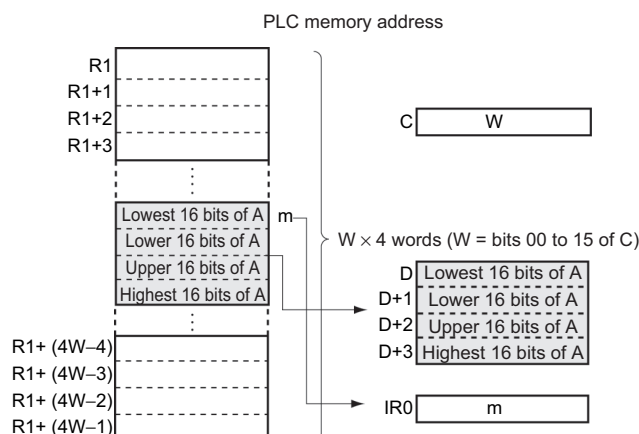 PLC memory address
R1
R1+1
R1+2
R1+3
C
W
Lowest 16 bits of A
m
Lower 16 bits of A
Upper 16 bits of A
Highest 16 bits of A
W × 4 words (W = bits 00 to 15 of C)
D
Lowest 16 bits of A
D+1
Lower 16 bits of A
D+2
Upper 16 bits of A
D+3
Highest 16 bits of A
R1+ (4W–4)
R1+ (4W–3)
R1+ (4W–2)
R1+ (4W–1)
IR0
m